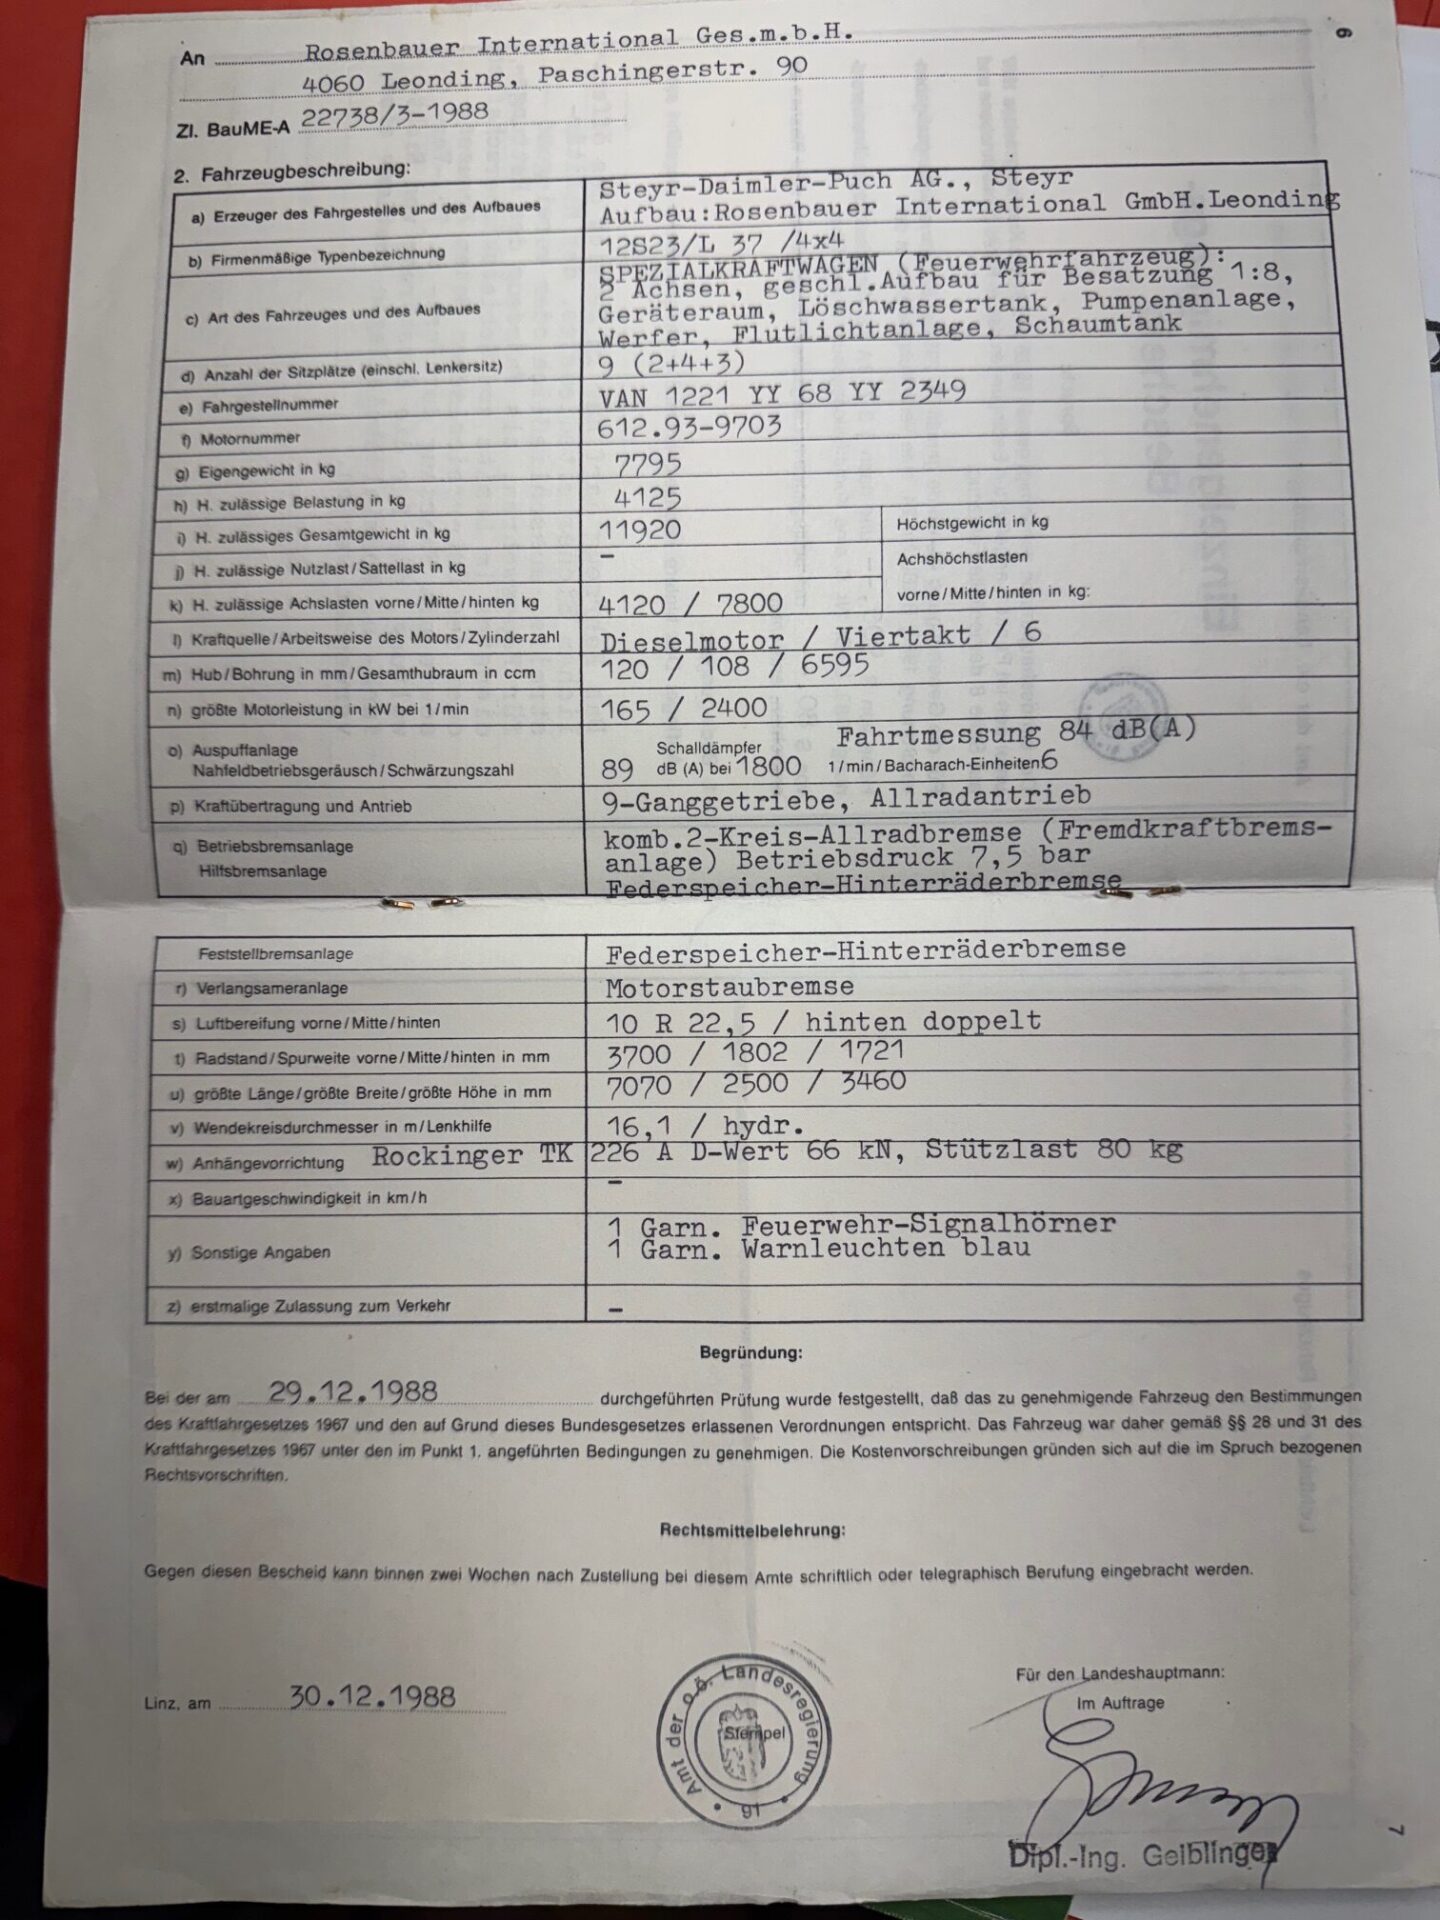 6
An Rosenbauer International Ges.m.b.H.
4060 Leonding, Paschingerstr. 90
Zl. BauME-A 22738/3-1988
2. Fahrzeugbeschreibung:
a) Erzeuger des Fahrgestelles und des Aufbaues
Steyr-Daimler-Puch AG., Steyr
Aufbau:Rosenbauer International GmbH.Leonding
b) Firmenmäßige Typenbezeichnung
12S23/L 37 /4x4
c) Art des Fahrzeuges und des Aufbaues
SPEZIALKRAFTWAGEN (Feuerwehrfahrzeug):
2 Achsen, geschl.Aufbau für Besatzung 1:8,
Geräteraum, Löschwassertank, Pumpenanlage,
Werfer, Flutlichtanlage, Schaumtank
d) Anzahl der Sitzplätze (einschl. Lenkersitz)
9 (2+4+3)
e) Fahrgestellnummer
VAN 1221 YY 68 YY 2349
f) Motornummer
612.93-9703
g) Eigengewicht in kg
7795
h) H. zulässige Belastung in kg
4125
i) H. zulässiges Gesamtgewicht in kg
11920
Höchstgewicht in kg
j) H. zulässige Nutzlast/Sattellast in kg
–
Achshöchstlasten
k) H. zulässige Achslasten vorne/Mitte/hinten kg
4120 / 7800
vorne/Mitte/hinten in kg:
l) Kraftquelle/Arbeitsweise des Motors/Zylinderzahl
Dieselmotor / Viertakt / 6
m) Hub/Bohrung in mm/Gesamthubraum in ccm
120 / 108 / 6595
n) größte Motorleistung in kW bei 1/min
165 / 2400
o) Auspuffanlage
Nahfeldbetriebsgeräusch/Schwärzungszahl
Schalldämpfer Fahrtmessung 84 dB(A)
89 dB (A) bei 1800 1/min/Bacharach-Einheiten 6
p) Kraftübertragung und Antrieb
9-Ganggetriebe, Allradantrieb
q) Betriebsbremsanlage
Hilfsbremsanlage
komb.2-Kreis-Allradbremse (Fremdkraftbrems-
anlage) Betriebsdruck 7,5 bar
Federspeicher-Hinterräderbremse
Feststellbremsanlage
Federspeicher-Hinterräderbremse
r) Verlangsameranlage
Motorstaubremse
s) Luftbereifung vorne/Mitte/hinten
10 R 22,5 / hinten doppelt
t) Radstand/Spurweite vorne/Mitte/hinten in mm
3700 / 1802 / 1721
u) größte Länge/größte Breite/größte Höhe in mm
7070 / 2500 / 3460
v) Wendekreisdurchmesser in m/Lenkhilfe
16,1 / hydr.
w) Anhängevorrichtung Rockinger TK 226 A D-Wert 66 kN, Stützlast 80 kg
x) Bauartgeschwindigkeit in km/h
–
y) Sonstige Angaben
1 Garn. Feuerwehr-Signalhörner
1 Garn. Warnleuchten blau
z) erstmalige Zulassung zum Verkehr
–
Begründung:
Bei der am 29.12.1988 durchgeführten Prüfung wurde festgestellt, daß das zu genehmigende Fahrzeug den Bestimmungen
des Kraftfahrgesetzes 1967 und den auf Grund dieses Bundesgesetzes erlassenen Verordnungen entspricht. Das Fahrzeug war daher gemäß §§ 28 und 31 des
Kraftfahrgesetzes 1967 unter den im Punkt 1. angeführten Bedingungen zu genehmigen. Die Kostenvorschreibungen gründen sich auf die im Spruch bezogenen
Rechtsvorschriften.
Rechtsmittelbelehrung:
Gegen diesen Bescheid kann binnen zwei Wochen nach Zustellung bei diesem Amte schriftlich oder telegraphisch Berufung eingebracht werden.
Linz, am 30.12.1988
Amt der o.ö. Landesregierung
Stempel
91
Für den Landeshauptmann:
Im Auftrage
Dipl.-Ing. Geiblinger
7